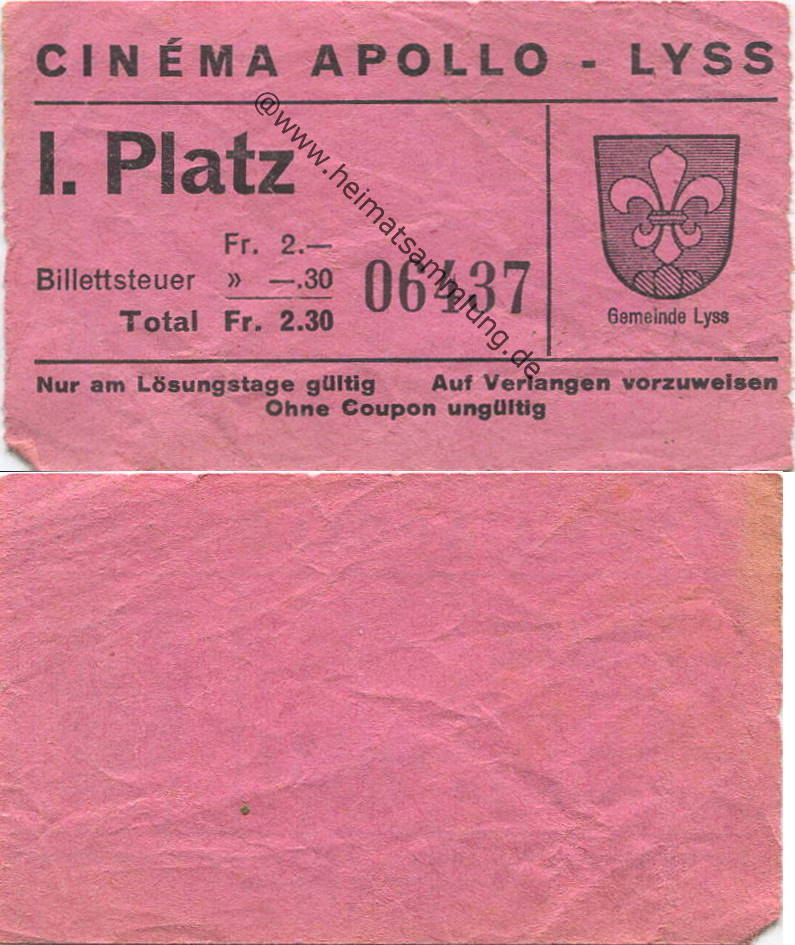 CINÉMA APOLLO - LYSS
I. Platz
Fr. 2.—
Billettsteuer » —.30
Total Fr. 2.30
06437
Gemeinde Lyss
Nur am Lösungstage gültig Auf Verlangen vorzuweisen
Ohne Coupon ungültig
@www.heimatsammlung.de